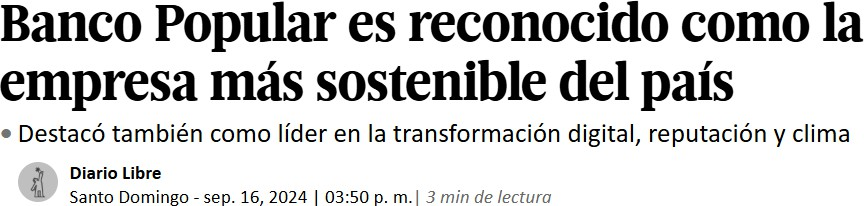 Banco Popular es reconocido como la
empresa más sostenible del país
• Destacó también como líder en la transformación digital, reputación y clima
Diario Libre
Santo Domingo - sep. 16, 2024 | 03:50 p. m.| 3 min de lectura